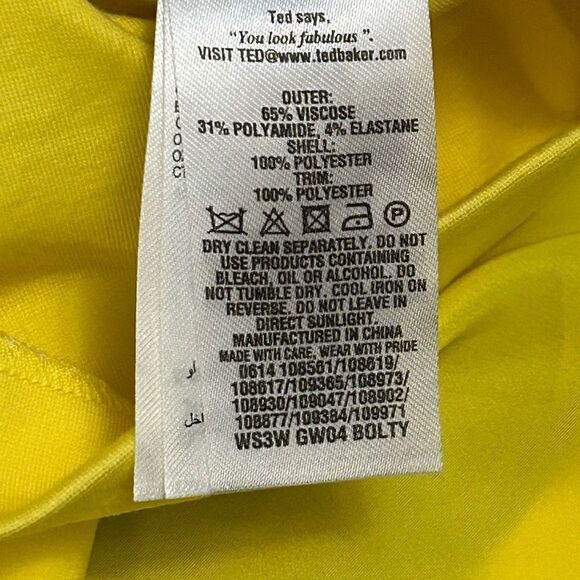 Ted says,
"You look fabulous ".
VISIT TED@www.tedbaker.com
OUTER:
65% VISCOSE
31% POLYAMIDE, 4% ELASTANE
SHELL:
100% POLYESTER
TRIM:
100% POLYESTER
P
DRY CLEAN SEPARATELY. DO NOT
USE PRODUCTS CONTAINING
BLEACH, OIL OR ALCOHOL. DO
NOT TUMBLE DRY. COOL IRON ON
REVERSE. DO NOT LEAVE IN
DIRECT SUNLIGHT.
MANUFACTURED IN CHINA
MADE WITH CARE, WEAR WITH PRIDE
0614 108561/108619/
108617/109365/108973/
108930/109047/108902/
108877/109384/109971
WS3W GW04 BOLTY